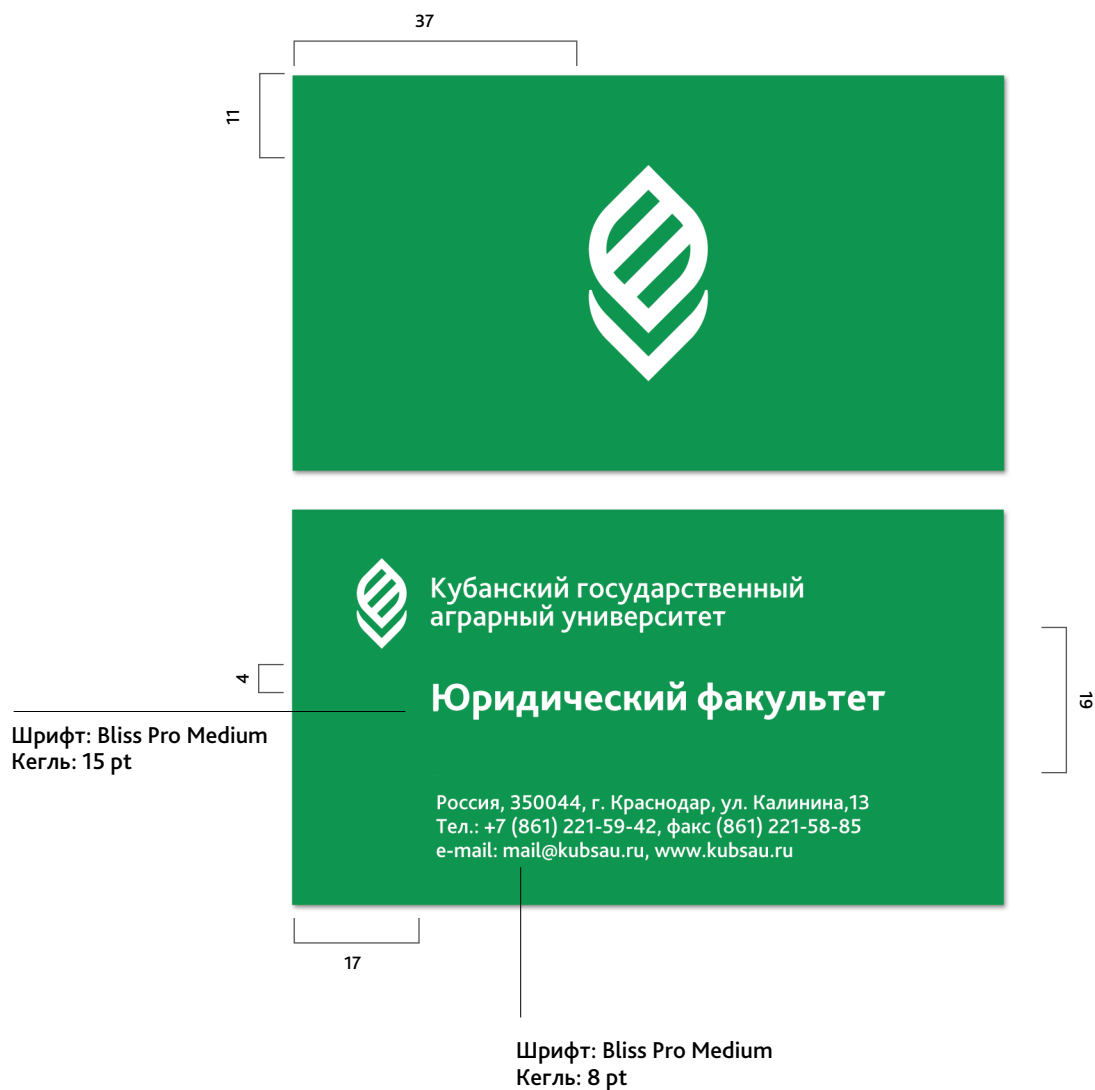 37
11
Кубанский государственный
аграрный университет
4
Юридический факультет
19
Шрифт: Bliss Pro Medium
Кегль: 15 pt
Россия, 350044, г. Краснодар, ул. Калинина,13
Тел.: +7 (861) 221-59-42, факс (861) 221-58-85
e-mail: mail@kubsau.ru, www.kubsau.ru
17
Шрифт: Bliss Pro Medium
Кегль: 8 pt